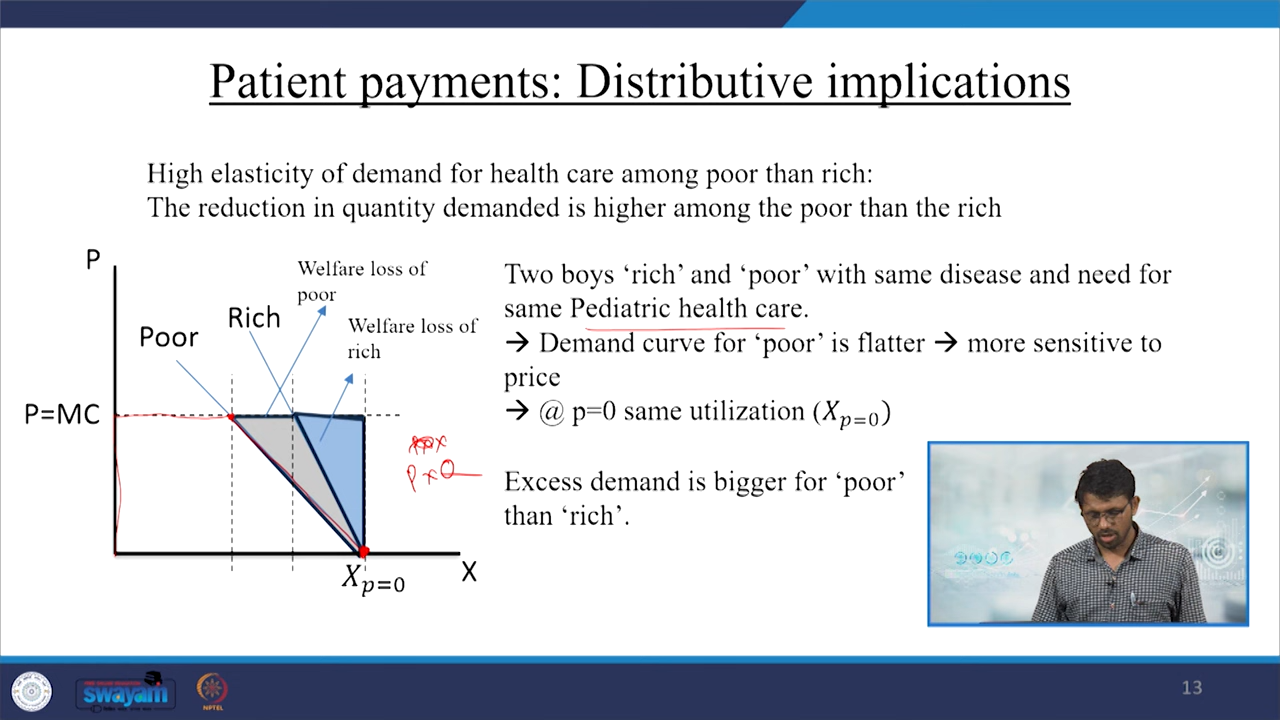 Patient payments: Distributive implications
High elasticity of demand for health care among poor than rich:
The reduction in quantity demanded is higher among the poor than the rich
P
Welfare loss of
poor
Rich
Poor
Welfare loss of
rich
P=MC
P x Q
X_{p=0}
X
Two boys ‘rich’ and ‘poor’ with same disease and need for
same Pediatric health care.
→ Demand curve for ‘poor’ is flatter → more sensitive to
price
→ @ p=0 same utilization (X_{p=0})
Excess demand is bigger for ‘poor’
than ‘rich’.
swayam
NPTEL
13